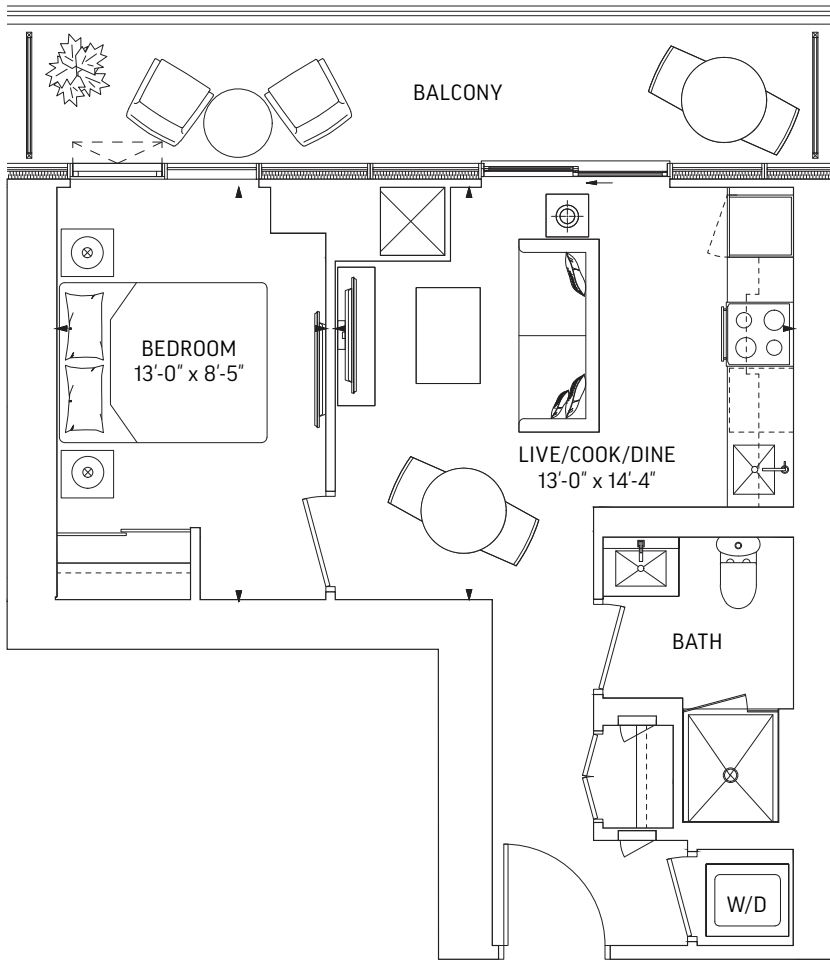 BALCONY
BEDROOM
13'-0" x 8'-5"
LIVE/COOK/DINE
13'-0" x 14'-4"
BATH
W/D